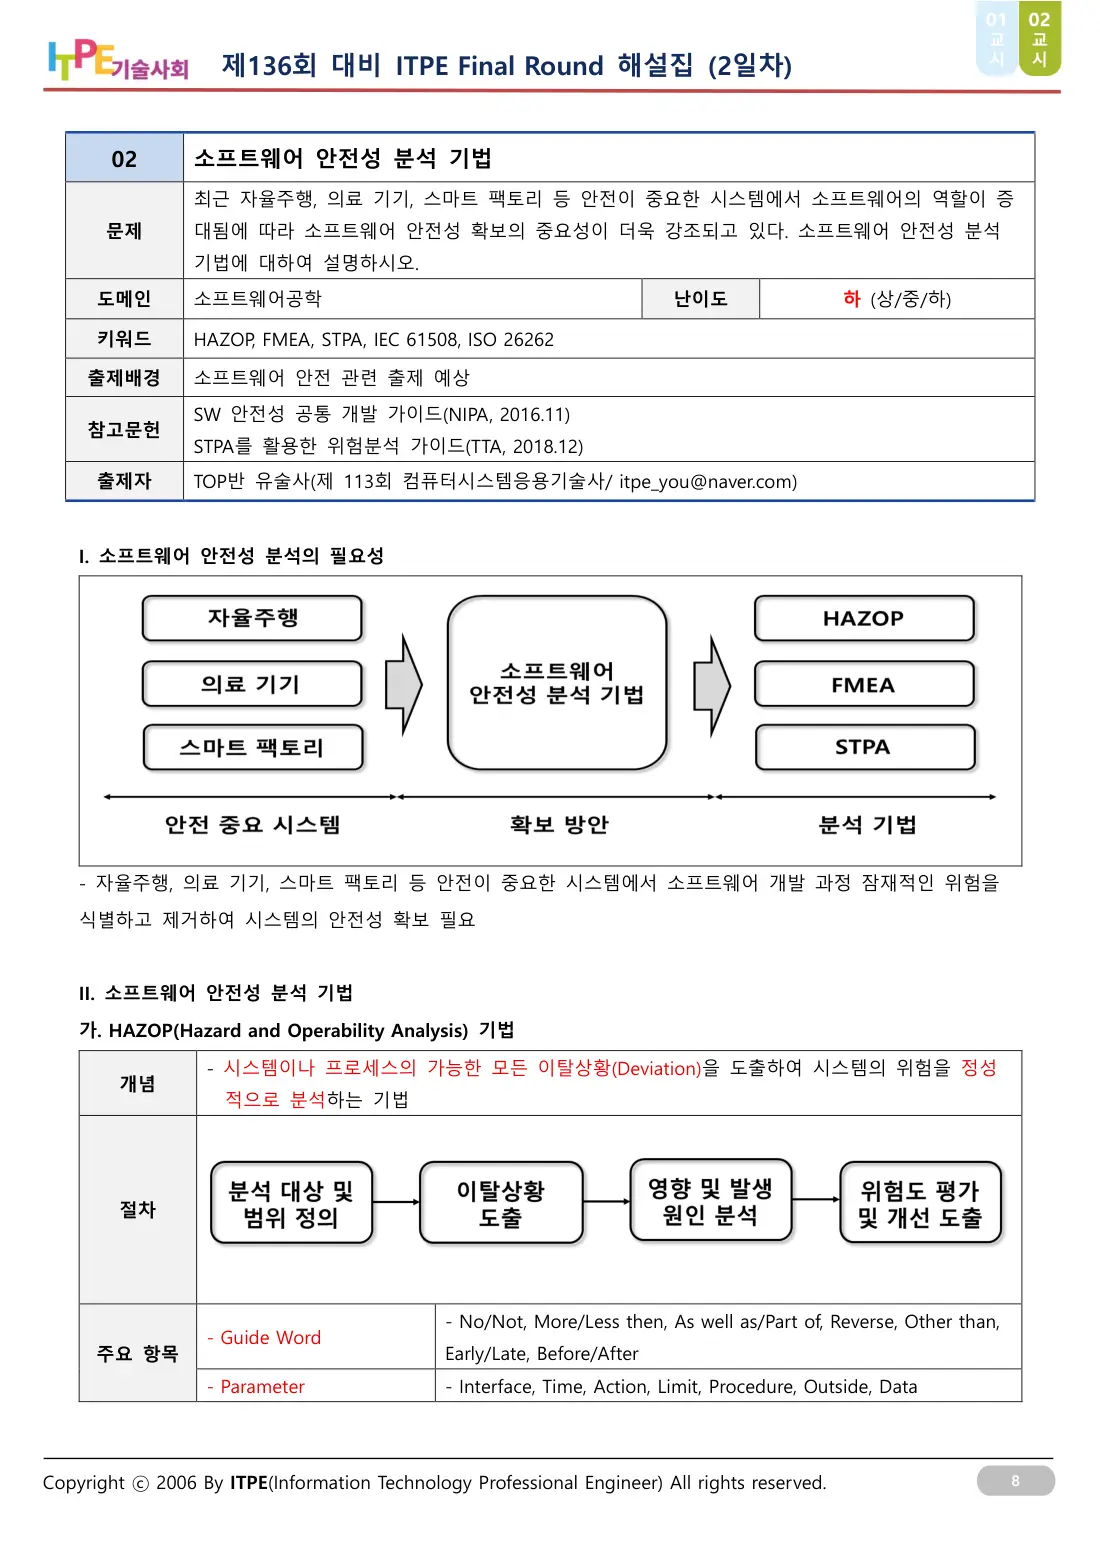 01
교
시
02
교
시
ITPE기술사회 제136회 대비 ITPE Final Round 해설집 (2일차)
02 소프트웨어 안전성 분석 기법
문제
최근 자율주행, 의료 기기, 스마트 팩토리 등 안전이 중요한 시스템에서 소프트웨어의 역할이 증
대됨에 따라 소프트웨어 안전성 확보의 중요성이 더욱 강조되고 있다. 소프트웨어 안전성 분석
기법에 대하여 설명하시오.
도메인 소프트웨어공학 난이도 하 (상/중/하)
키워드 HAZOP, FMEA, STPA, IEC 61508, ISO 26262
출제배경 소프트웨어 안전 관련 출제 예상
참고문헌
SW 안전성 공통 개발 가이드(NIPA, 2016.11)
STPA를 활용한 위험분석 가이드(TTA, 2018.12)
출제자 TOP반 유술사(제 113회 컴퓨터시스템응용기술사/ itpe_you@naver.com)
I. 소프트웨어 안전성 분석의 필요성
자율주행
의료 기기
스마트 팩토리
소프트웨어
안전성 분석 기법
HAZOP
FMEA
STPA
안전 중요 시스템 확보 방안 분석 기법
- 자율주행, 의료 기기, 스마트 팩토리 등 안전이 중요한 시스템에서 소프트웨어 개발 과정 잠재적인 위험을
식별하고 제거하여 시스템의 안전성 확보 필요
II. 소프트웨어 안전성 분석 기법
가. HAZOP(Hazard and Operability Analysis) 기법
개념
- 시스템이나 프로세스의 가능한 모든 이탈상황(Deviation)을 도출하여 시스템의 위험을 정성
적으로 분석하는 기법
절차
분석 대상 및
범위 정의
이탈상황
도출
영향 및 발생
원인 분석
위험도 평가
및 개선 도출
주요 항목
- Guide Word
- No/Not, More/Less then, As well as/Part of, Reverse, Other than,
Early/Late, Before/After
- Parameter - Interface, Time, Action, Limit, Procedure, Outside, Data
Copyright ⓒ 2006 By ITPE(Information Technology Professional Engineer) All rights reserved. 8